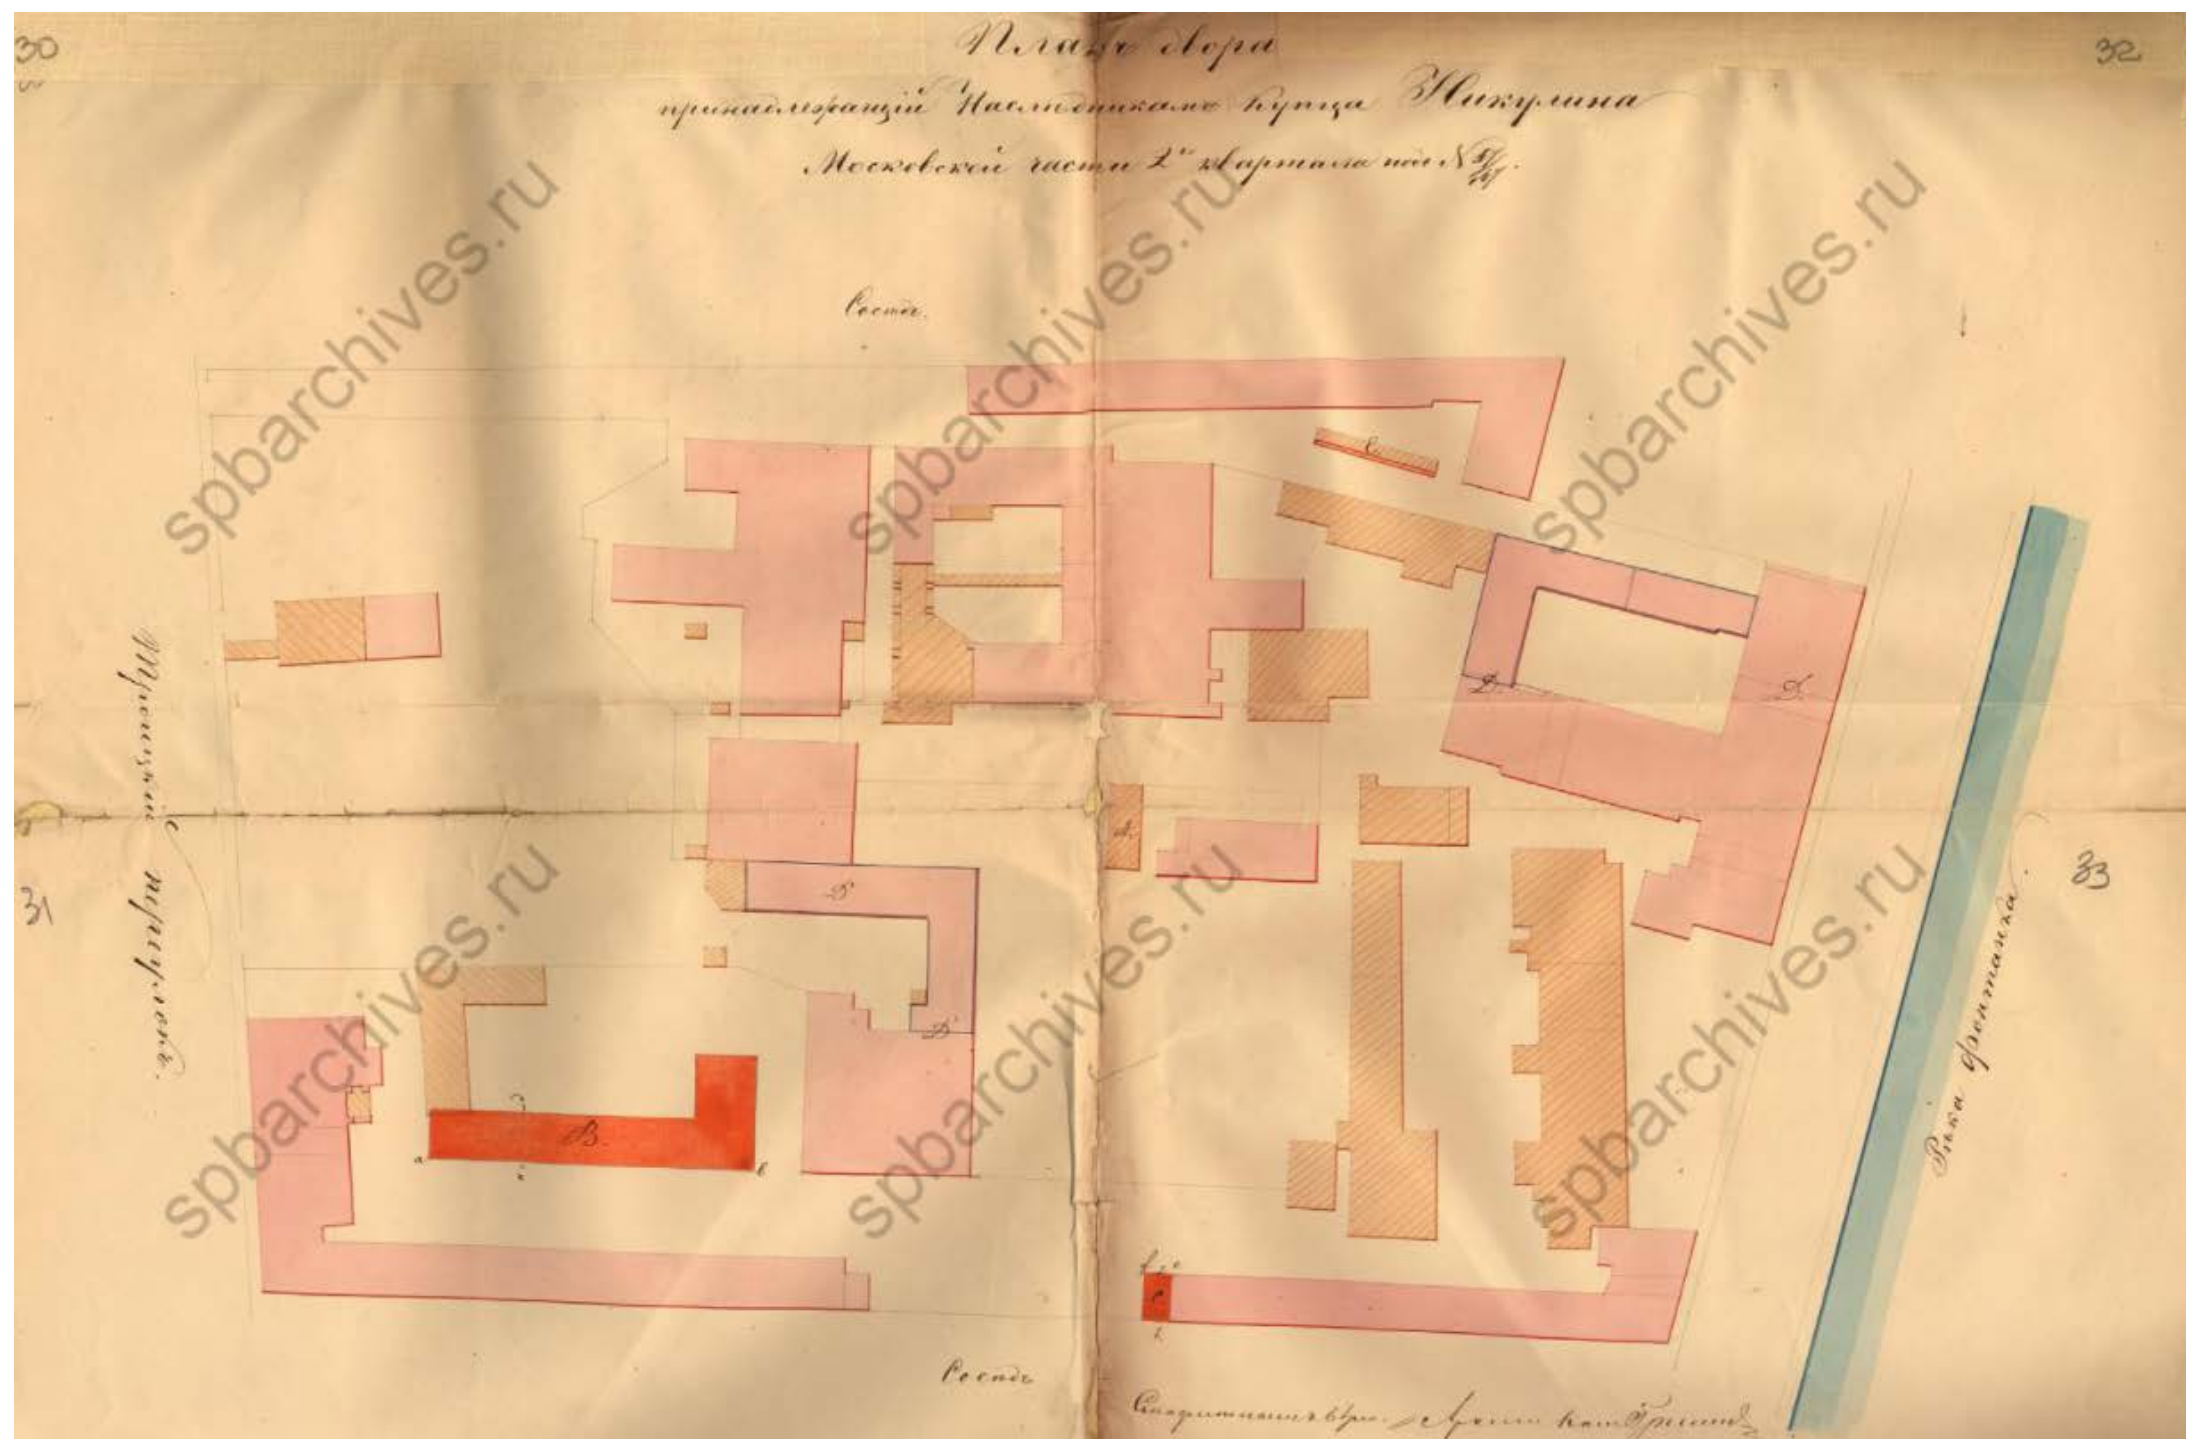 30
32
Планъ двора
принадлежащій Наследникамъ Купца Никулина
Московской части 2го квартала подъ №
spbarchives.ru
spbarchives.ru
spbarchives.ru
Сосѣдъ.
D.
D.
Троицкій переулокъ.
31
33
A.
D
D
Рѣка Фонтанка.
spbarchives.ru
spbarchives.ru
spbarchives.ru
B.
a
в
C
Сосѣдъ